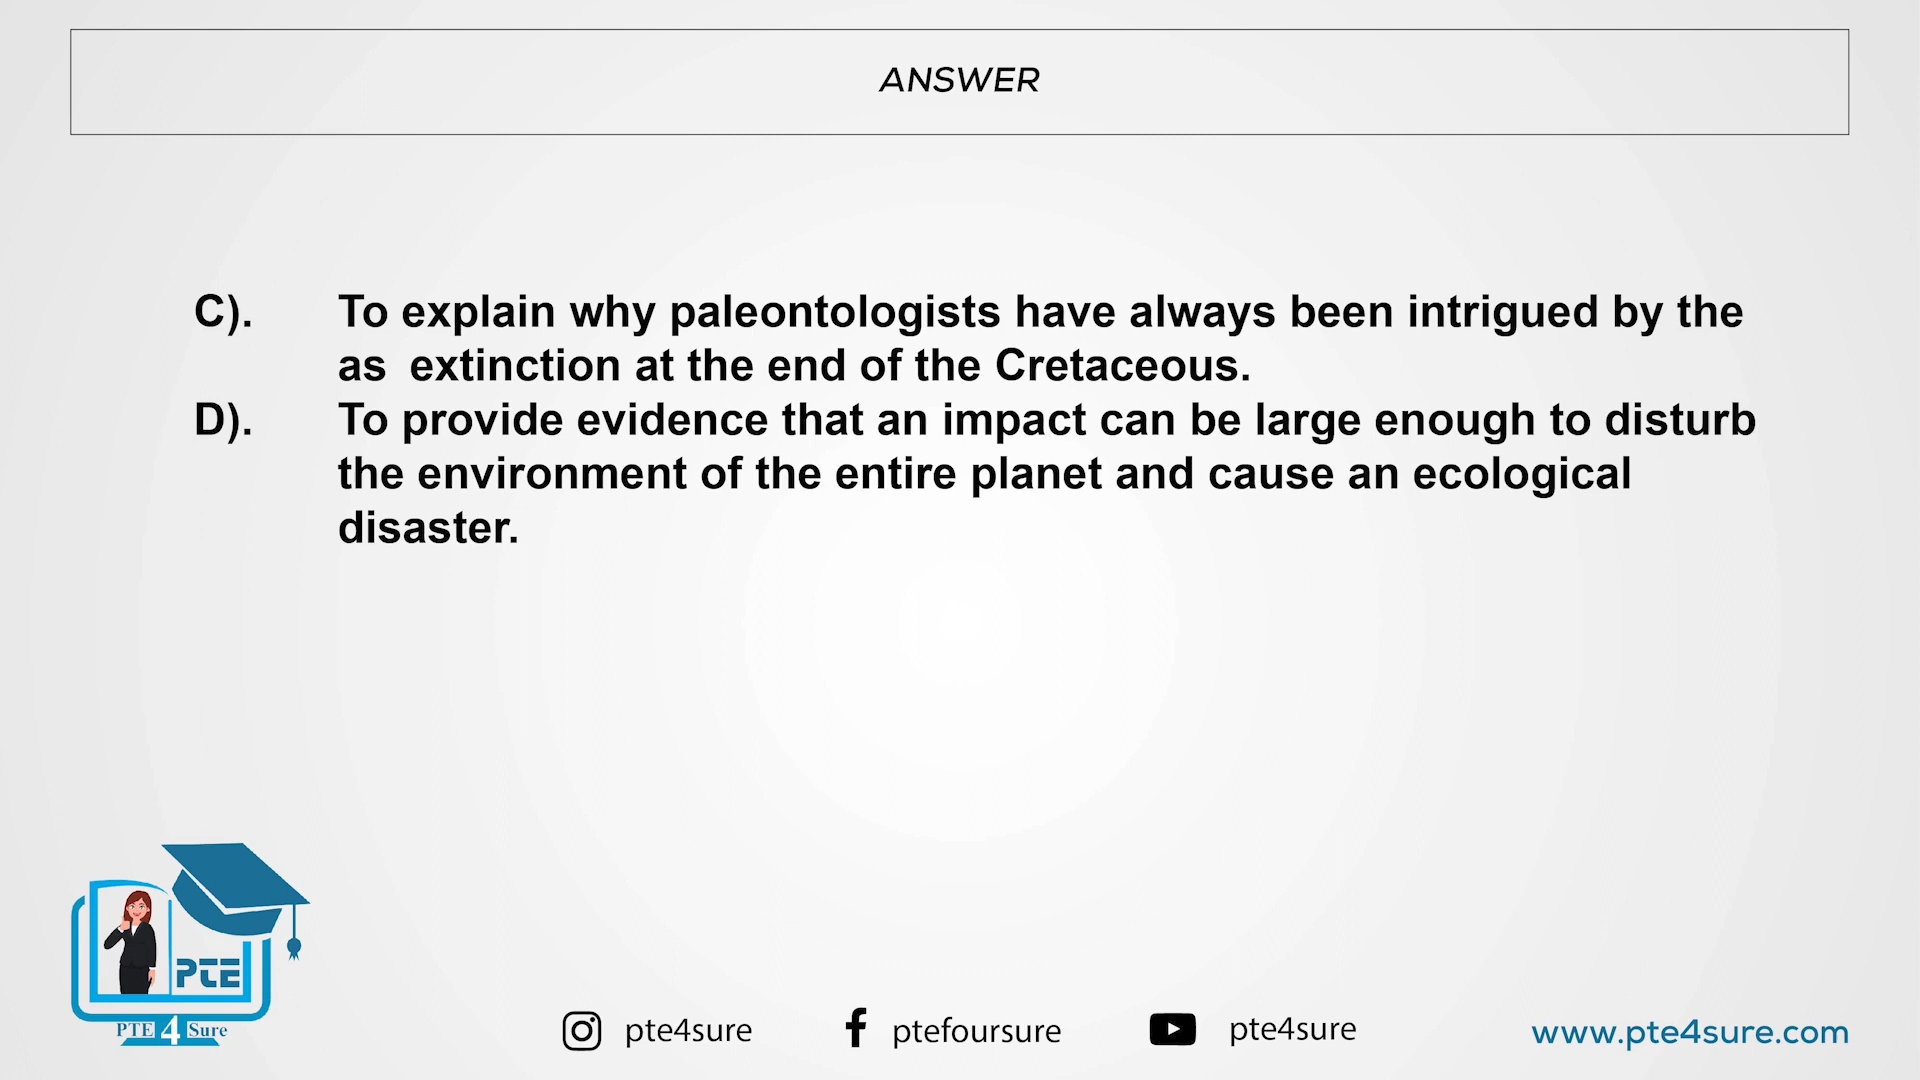 ANSWER
C). To explain why paleontologists have always been intrigued by the
as extinction at the end of the Cretaceous.
D). To provide evidence that an impact can be large enough to disturb
the environment of the entire planet and cause an ecological
disaster.
PTE
PTE 4 Sure
pte4sure
ptefoursure
pte4sure
www.pte4sure.com